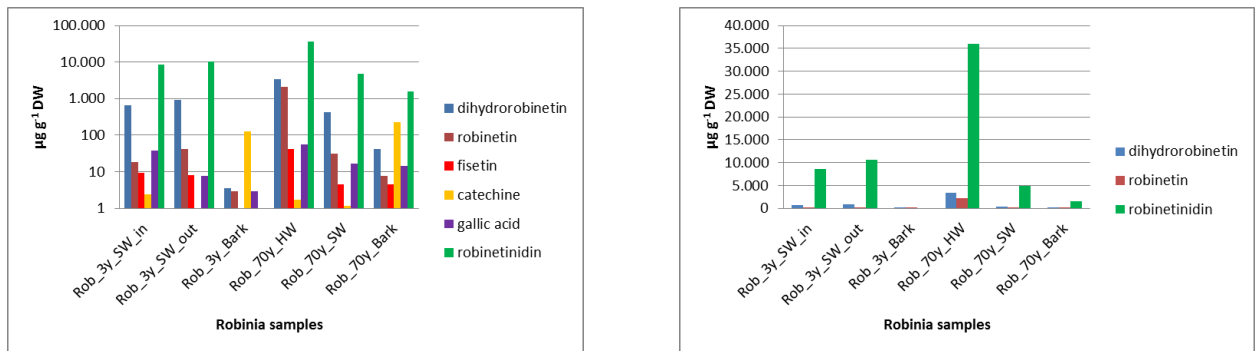 100.000
10.000
1.000
100
10
1
µg g⁻¹ DW
Rob_3y_SW_in
Rob_3y_SW_out
Rob_3y_Bark
Rob_70y_HW
Rob_70y_SW
Rob_70y_Bark
Robinia samples
dihydrorobinetin
robinetin
fisetin
catechine
gallic acid
robinetinidin
40.000
35.000
30.000
25.000
20.000
15.000
10.000
5.000
0
µg g⁻¹ DW
Rob_3y_SW_in
Rob_3y_SW_out
Rob_3y_Bark
Rob_70y_HW
Rob_70y_SW
Rob_70y_Bark
Robinia samples
dihydrorobinetin
robinetin
robinetinidin